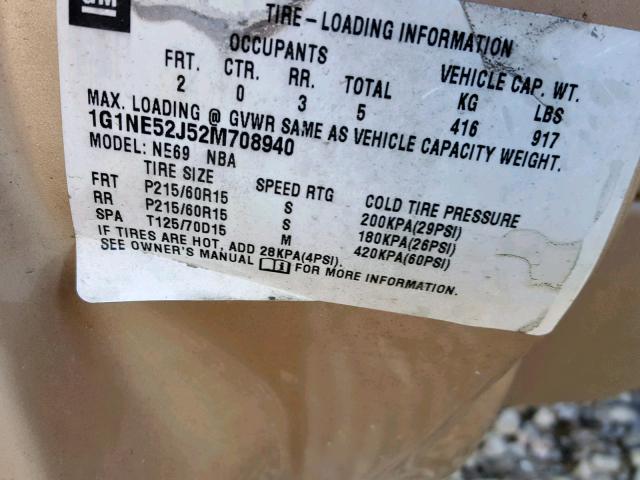 GM
TIRE-LOADING INFORMATION
OCCUPANTS VEHICLE CAP. WT.
FRT. CTR. RR. TOTAL KG LBS
2 0 3 5 416 917
MAX. LOADING @ GVWR SAME AS VEHICLE CAPACITY WEIGHT.
1G1NE52J52M708940
MODEL: NE69 NBA
TIRE SIZE SPEED RTG COLD TIRE PRESSURE
FRT P215/60R15 S 200KPA(29PSI)
RR P215/60R15 S 180KPA(26PSI)
SPA T125/70D15 M 420KPA(60PSI)
IF TIRES ARE HOT, ADD 28KPA(4PSI).
SEE OWNER'S MANUAL FOR MORE INFORMATION.